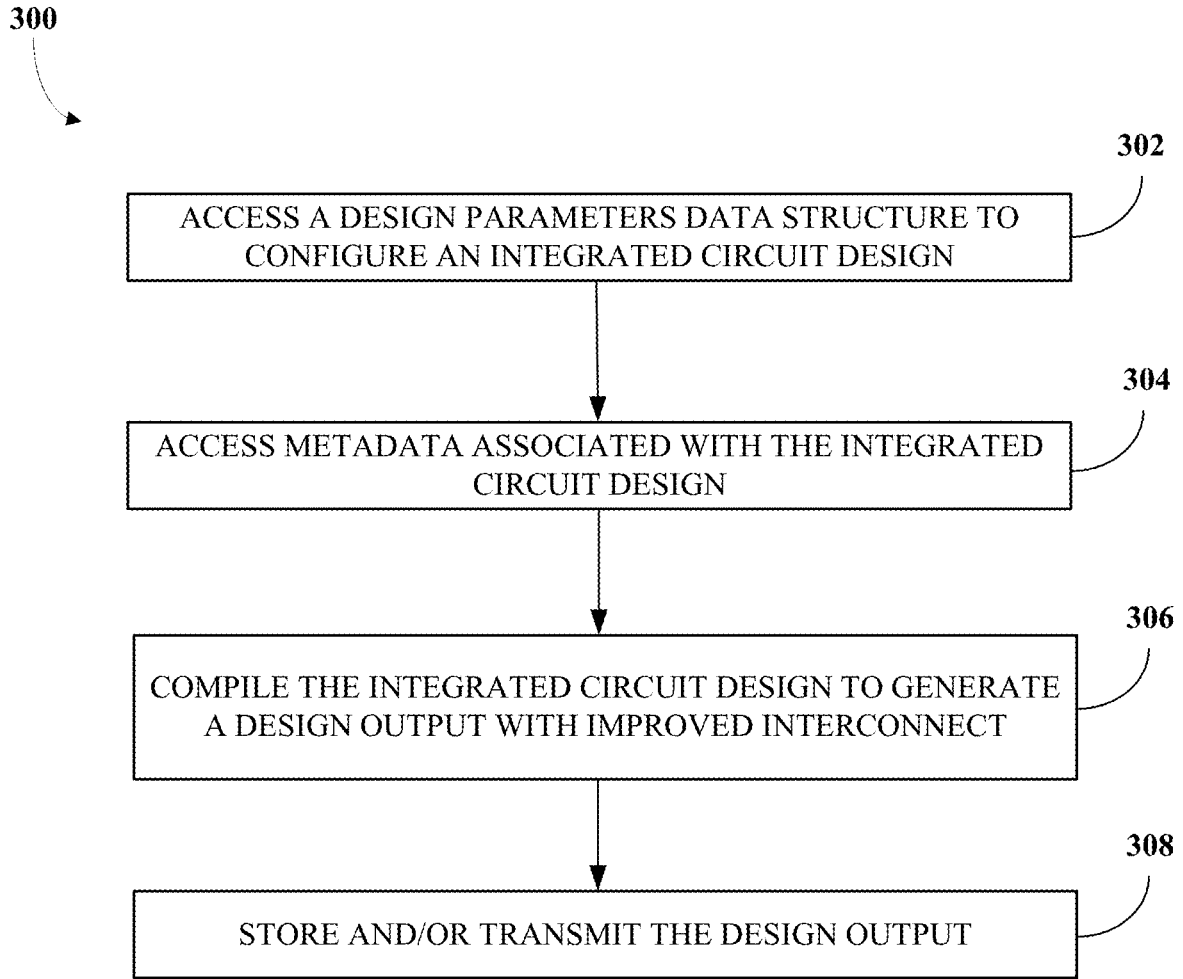 300
302
ACCESS A DESIGN PARAMETERS DATA STRUCTURE TO
CONFIGURE AN INTEGRATED CIRCUIT DESIGN
304
ACCESS METADATA ASSOCIATED WITH THE INTEGRATED
CIRCUIT DESIGN
306
COMPILE THE INTEGRATED CIRCUIT DESIGN TO GENERATE
A DESIGN OUTPUT WITH IMPROVED INTERCONNECT
308
STORE AND/OR TRANSMIT THE DESIGN OUTPUT